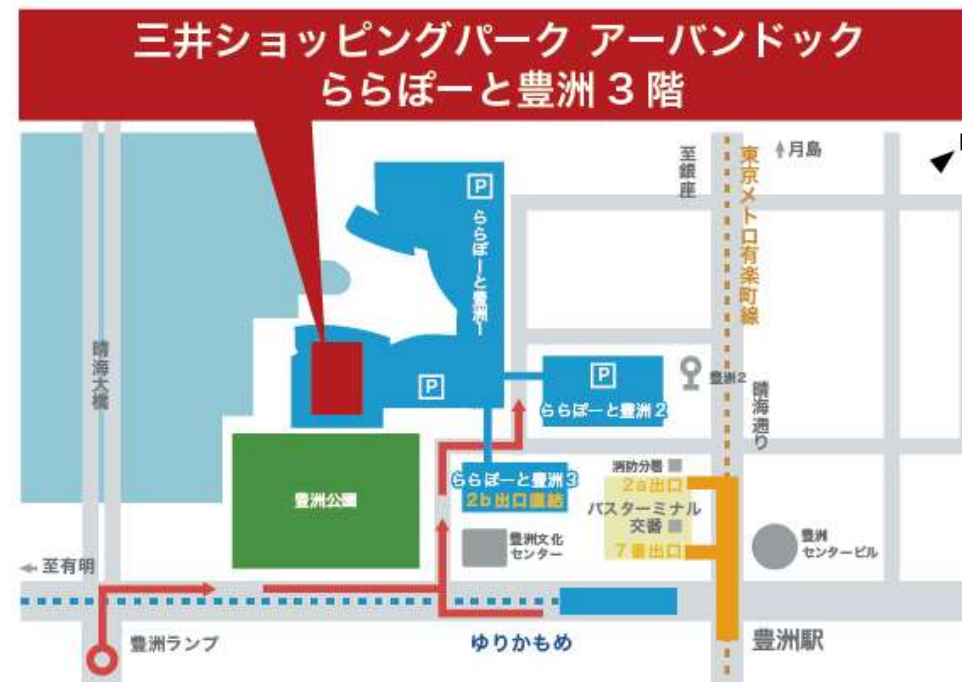 三井ショッピングパーク アーバンドック
ららぽーと豊洲 3 階
至銀座
東京メトロ有楽町線
月島
P
ららぽーと豊洲1
晴海大橋
P
P
ららぽーと豊洲 2
豊洲2
晴海通り
豊洲公園
ららぽーと豊洲 3
2b 出口直結
消防分署
2a 出口
バスターミナル
交番
7 番出口
豊洲文化
センター
豊洲
センタービル
至有明
豊洲ランプ
ゆりかもめ
豊洲駅